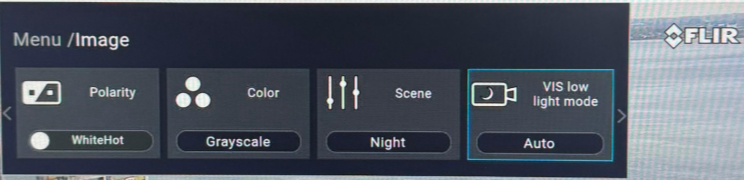 Menu /Image
FLIR
Polarity
WhiteHot
Color
Grayscale
Scene
Night
VIS low
light mode
Auto